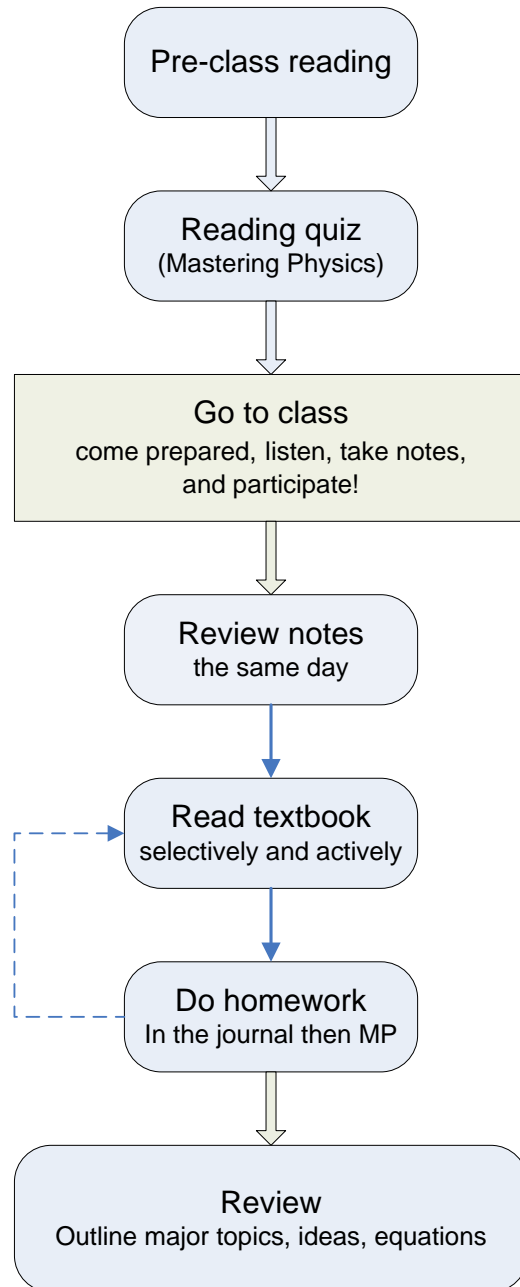 Pre-class reading
Reading quiz
(Mastering Physics)
Go to class
come prepared, listen, take notes,
and participate!
Review notes
the same day
Read textbook
selectively and actively
Do homework
In the journal then MP
Review
Outline major topics, ideas, equations